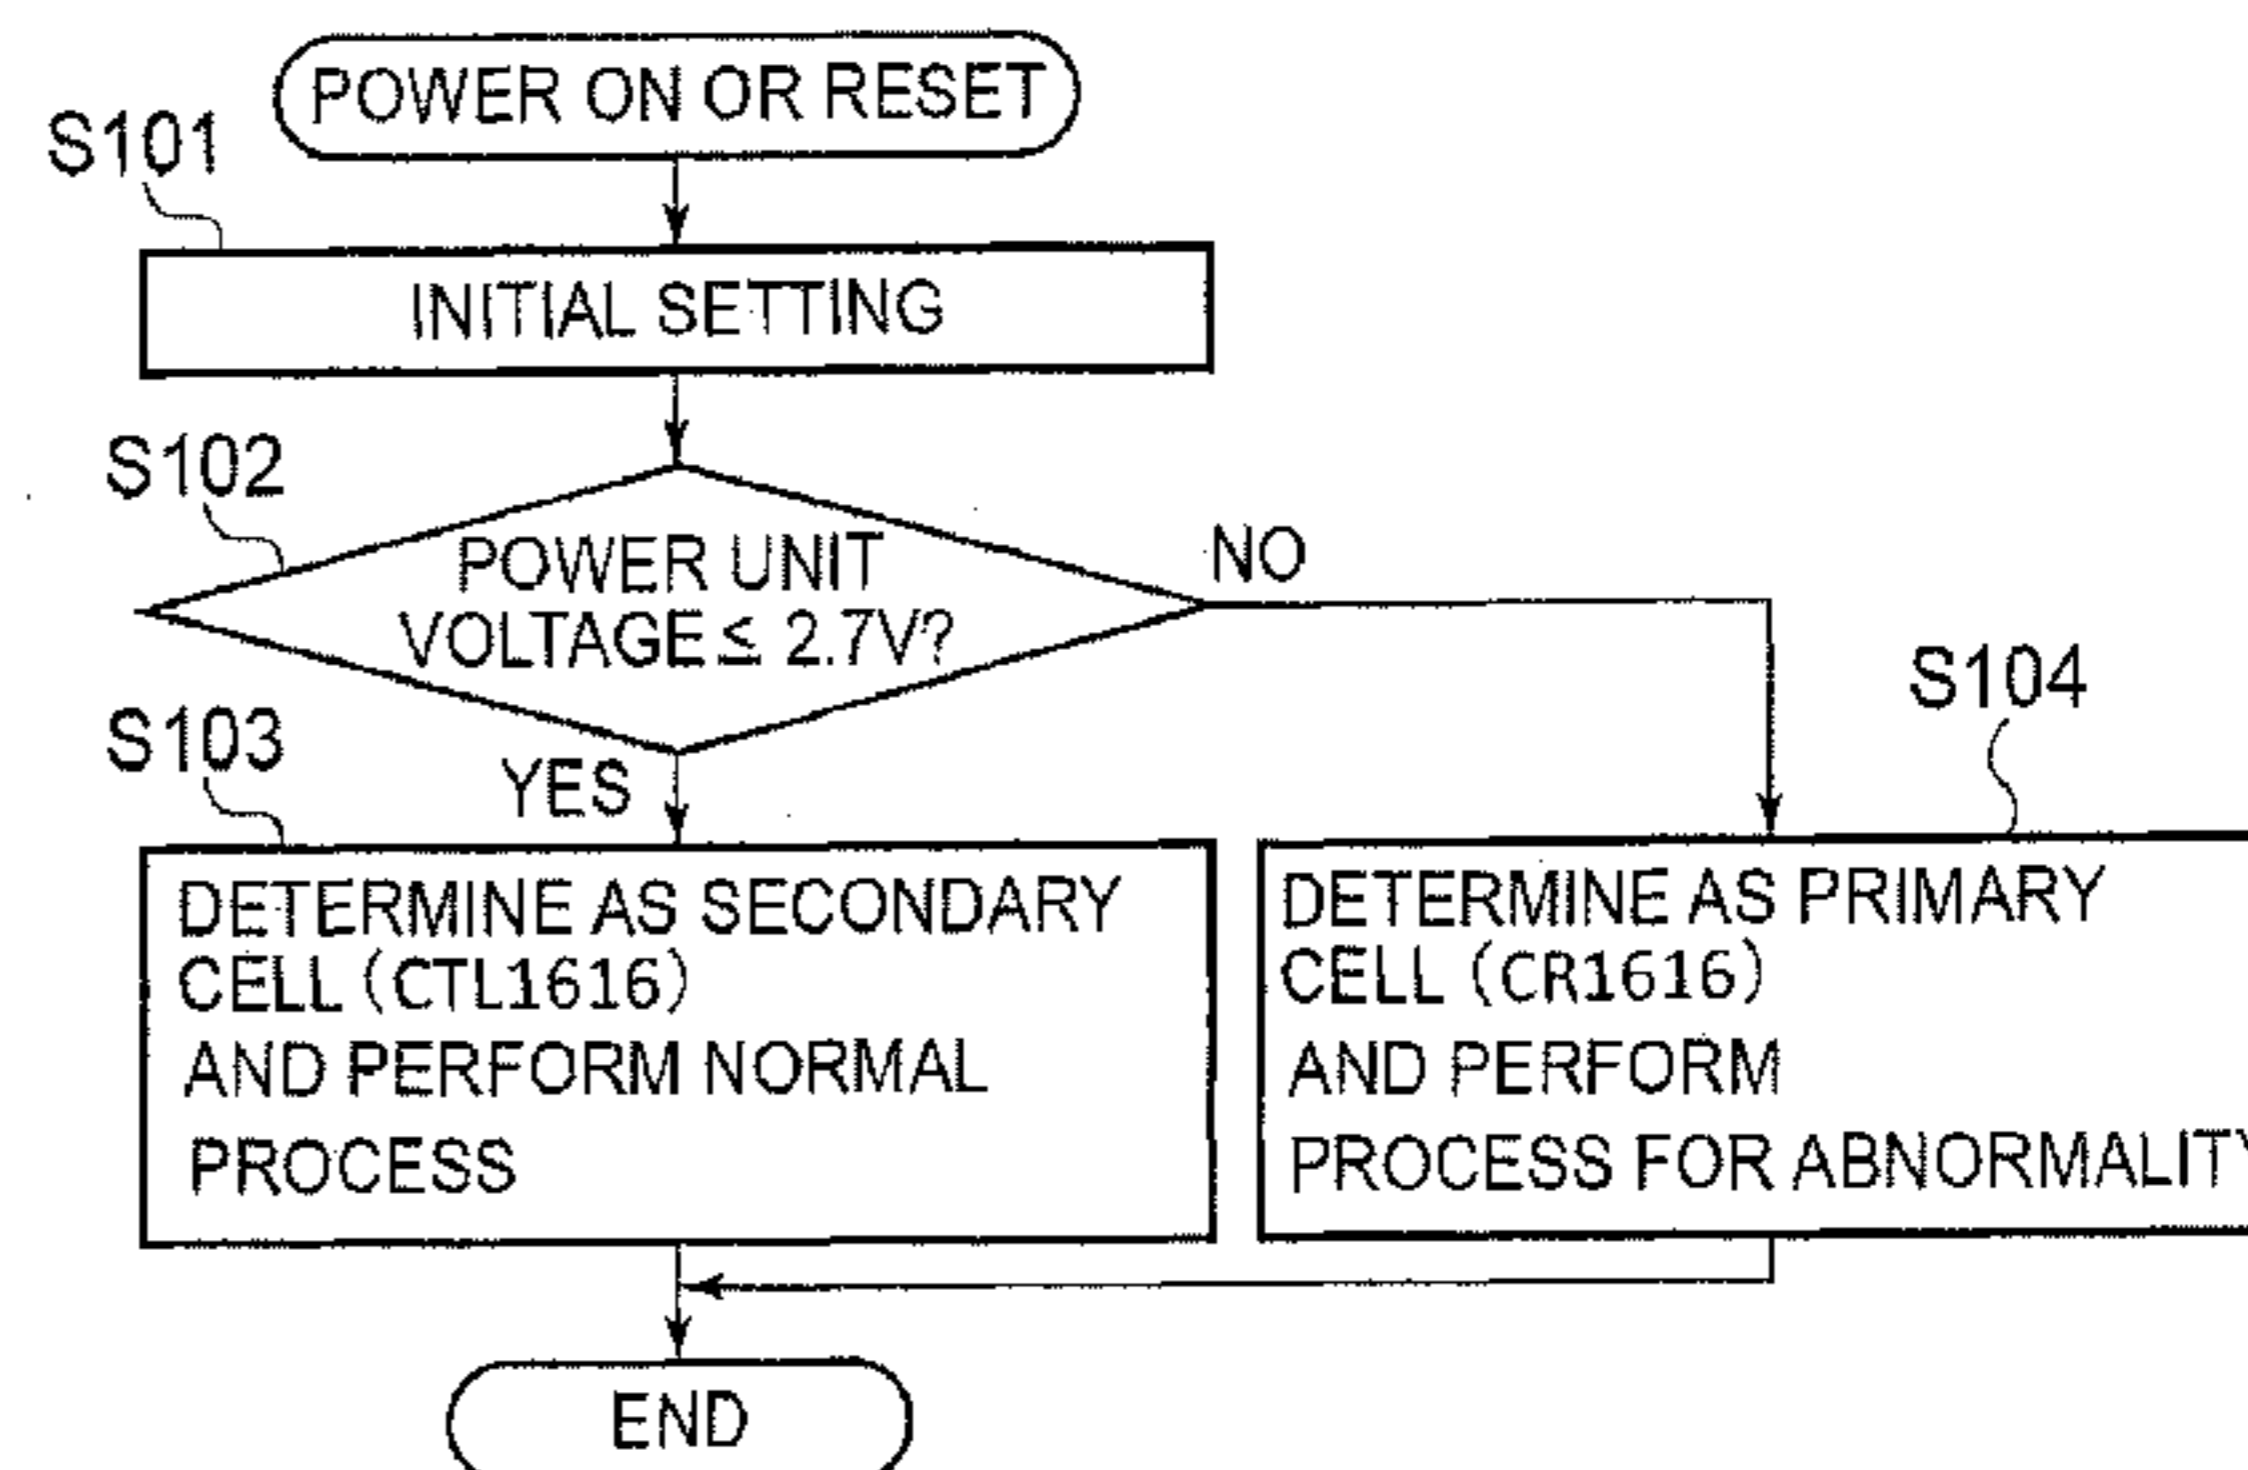 POWER ON OR RESET
S101
INITIAL SETTING
S102
POWER UNIT
VOLTAGE ≤ 2.7V?
NO
YES
S103
DETERMINE AS SECONDARY
CELL (CTL1616)
AND PERFORM NORMAL
PROCESS
S104
DETERMINE AS PRIMARY
CELL (CR1616)
AND PERFORM
PROCESS FOR ABNORMALITY
END